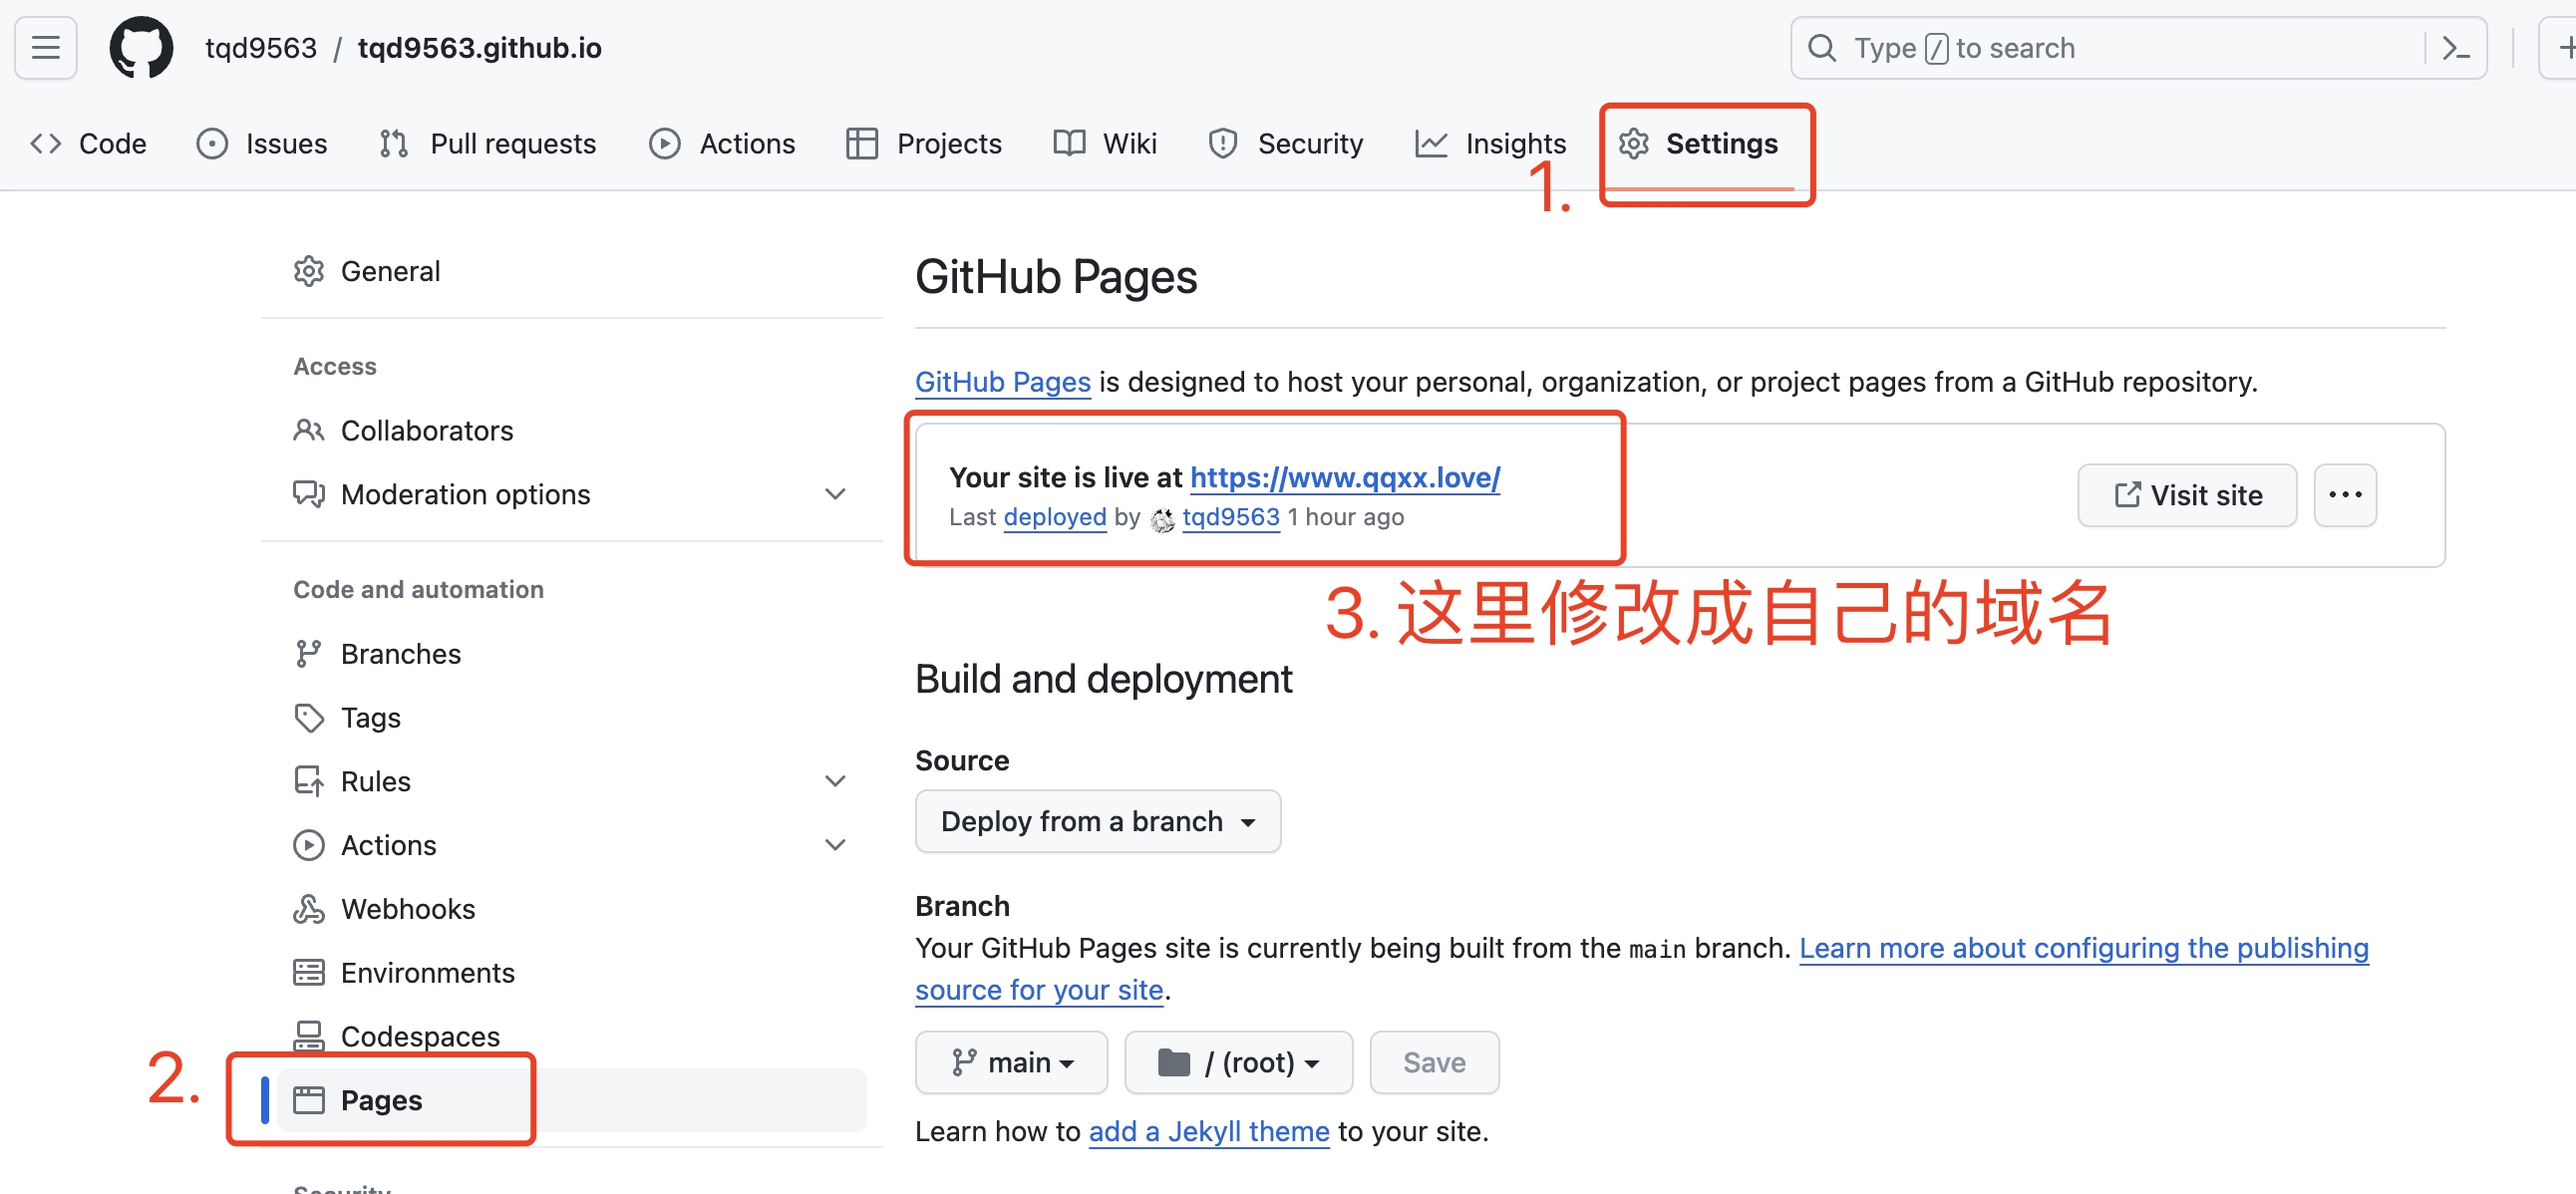 tqd9563 / tqd9563.github.io
Type / to search
Code Issues Pull requests Actions Projects Wiki Security Insights Settings
1.
General
Access
Collaborators
Moderation options
Code and automation
Branches
Tags
Rules
Actions
Webhooks
Environments
Codespaces
2.
Pages
GitHub Pages
GitHub Pages is designed to host your personal, organization, or project pages from a GitHub repository.
Your site is live at https://www.qqxx.love/
Last deployed by tqd9563 1 hour ago
Visit site
3. 这里修改成自己的域名
Build and deployment
Source
Deploy from a branch
Branch
Your GitHub Pages site is currently being built from the main branch. Learn more about configuring the publishing
source for your site.
main / (root) Save
Learn how to add a Jekyll theme to your site.